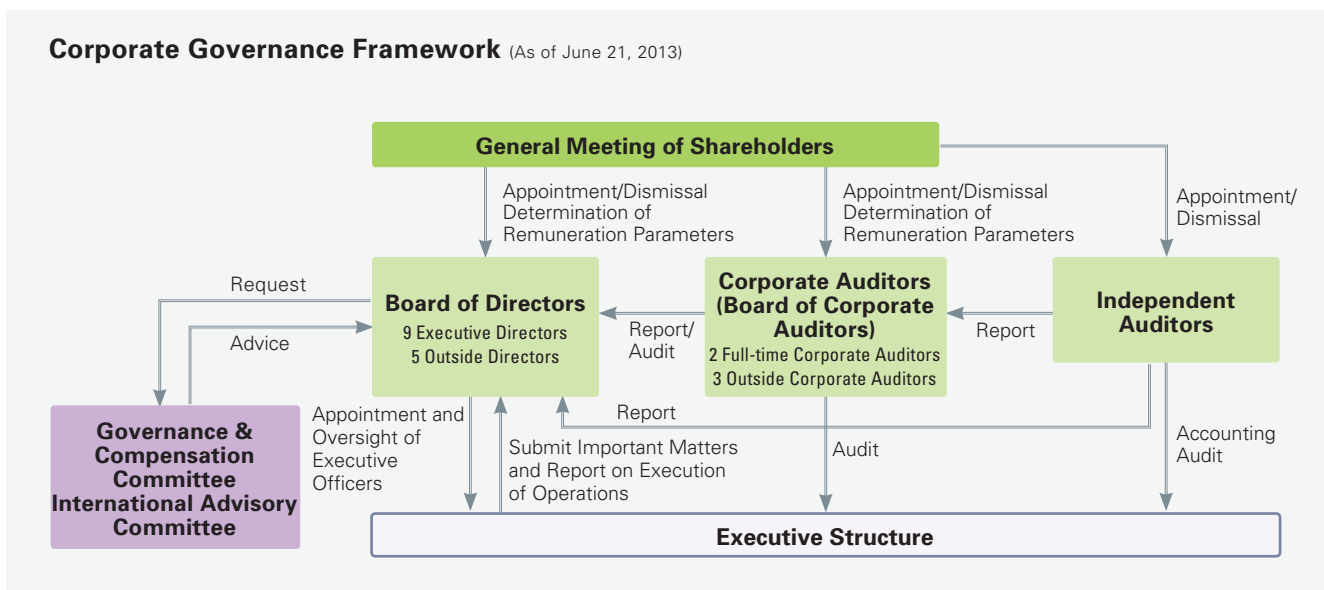 Corporate Governance Framework (As of June 21, 2013)
General Meeting of Shareholders
Appointment/Dismissal
Determination of
Remuneration Parameters
Appointment/Dismissal
Determination of
Remuneration Parameters
Appointment/
Dismissal
Request
Advice
Board of Directors
9 Executive Directors
5 Outside Directors
Report/
Audit
Corporate Auditors
(Board of Corporate
Auditors)
2 Full-time Corporate Auditors
3 Outside Corporate Auditors
Report
Independent
Auditors
Governance &
Compensation
Committee
International Advisory
Committee
Appointment and
Oversight of
Executive
Officers
Report
Submit Important Matters
and Report on Execution
of Operations
Audit
Accounting
Audit
Executive Structure